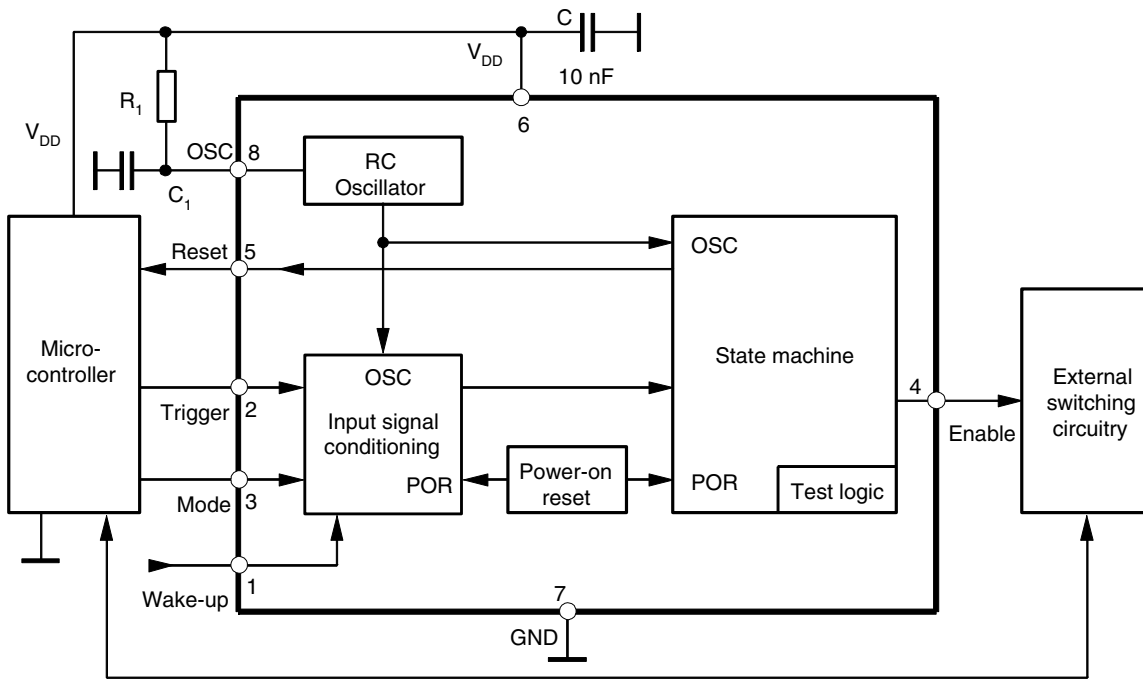 C
V_DD
10 nF
R_1
V_DD
6
OSC
8
RC
Oscillator
C_1
Reset
5
OSC
Micro-
controller
State machine
OSC
4
External
switching
circuitry
Trigger
2
Input signal
conditioning
Enable
Power-on
reset
POR
POR
Test logic
Mode
3
1
Wake-up
7
GND